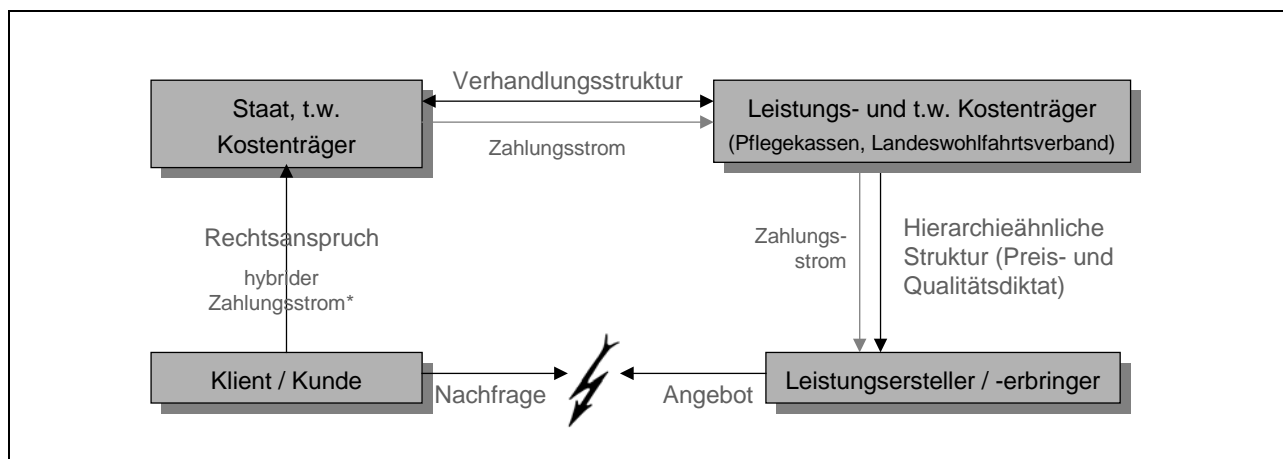 Verhandlungsstruktur
Staat, t.w.
Kostenträger
Leistungs- und t.w. Kostenträger
(Pflegekassen, Landeswohlfahrtsverband)
Zahlungsstrom
Rechtsanspruch
hybrider
Zahlungsstrom*
Zahlungs-
strom
Hierarchieähnliche
Struktur (Preis- und
Qualitätsdiktat)
Klient / Kunde
Nachfrage
Angebot
Leistungsersteller / -erbringer